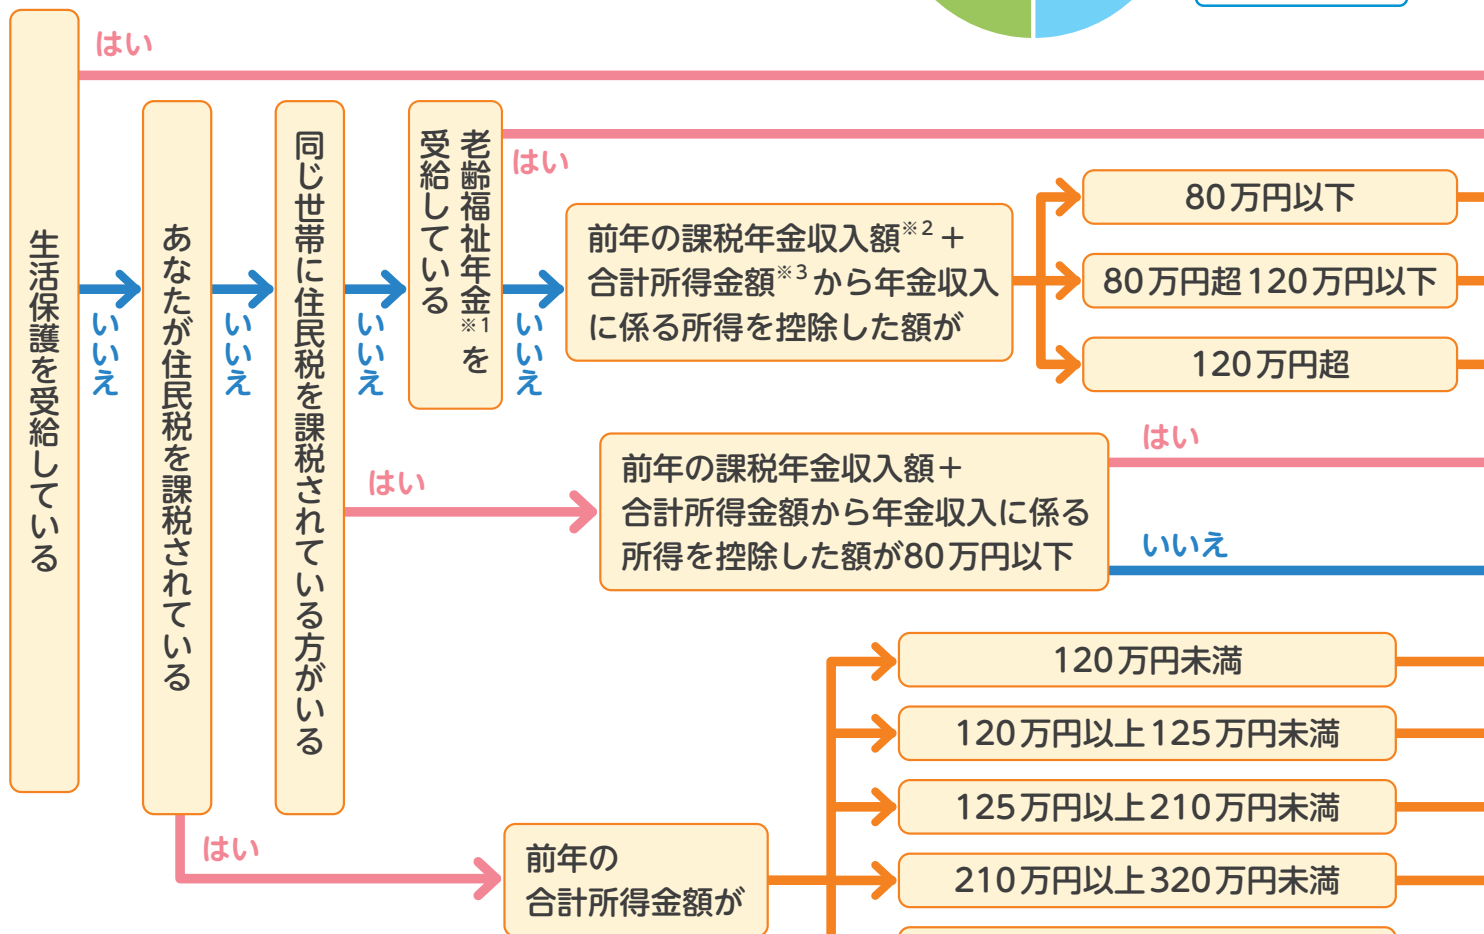 はい
生活保護を受給している
いいえ
あなたが住民税を課税されている
いいえ
同じ世帯に住民税を課税されている方がいる
いいえ
老齢福祉年金※1を
受給している
はい
いいえ
前年の課税年金収入額※2＋
合計所得金額※3から年金収入
に係る所得を控除した額が
80万円以下
80万円超120万円以下
120万円超
はい
前年の課税年金収入額＋
合計所得金額から年金収入に係る
所得を控除した額が80万円以下
はい
いいえ
はい
前年の
合計所得金額が
120万円未満
120万円以上125万円未満
125万円以上210万円未満
210万円以上320万円未満